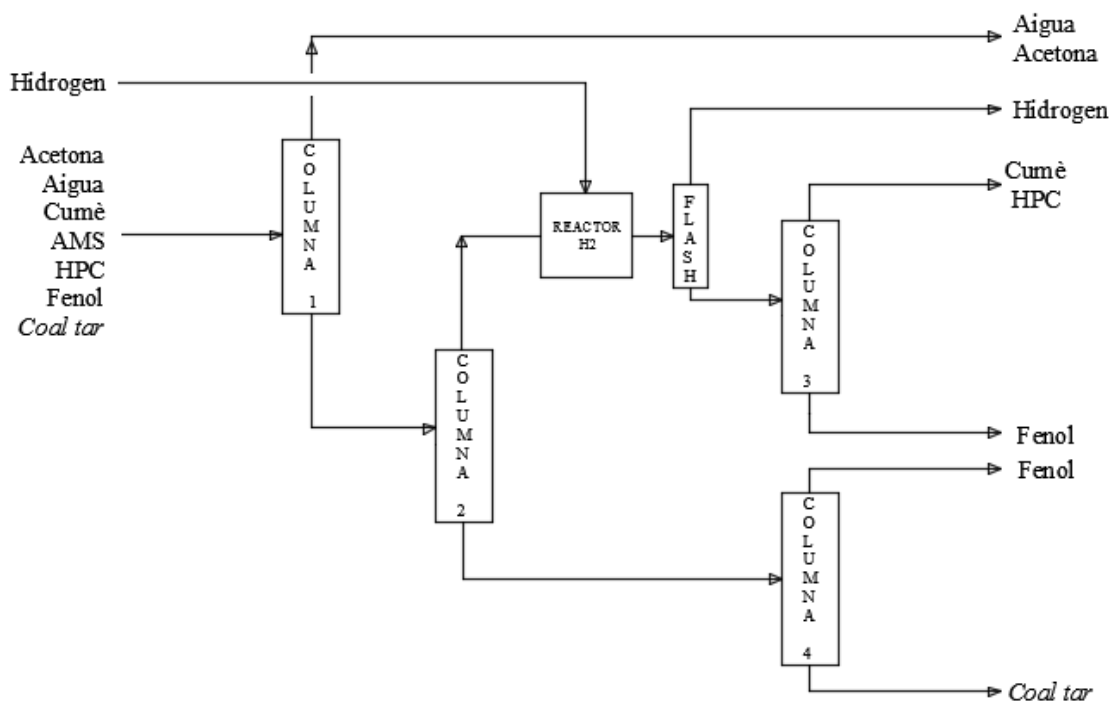 Aigua
Acetona
Hidrogen
Hidrogen
Acetona
Aigua
Cumè
AMS
HPC
Fenol
Coal tar
COLUMNA 1
REACTOR
H2
FLASH
Cumè
HPC
COLUMNA 3
COLUMNA 2
Fenol
Fenol
COLUMNA 4
Coal tar